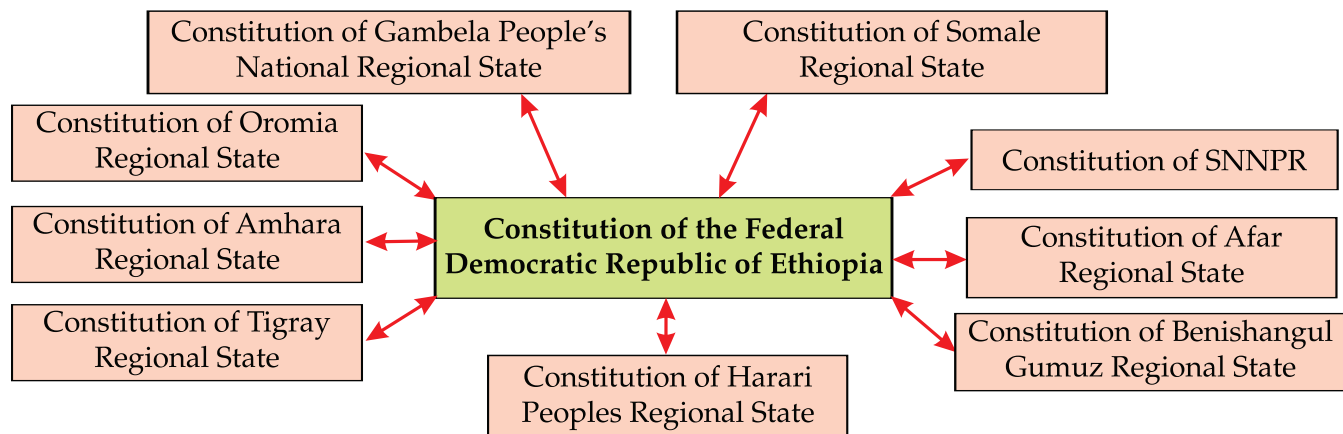 Constitution of Gambela People’s
National Regional State
Constitution of Somale
Regional State
Constitution of Oromia
Regional State
Constitution of SNNPR
Constitution of the Federal
Democratic Republic of Ethiopia
Constitution of Amhara
Regional State
Constitution of Afar
Regional State
Constitution of Tigray
Regional State
Constitution of Benishangul
Gumuz Regional State
Constitution of Harari
Peoples Regional State